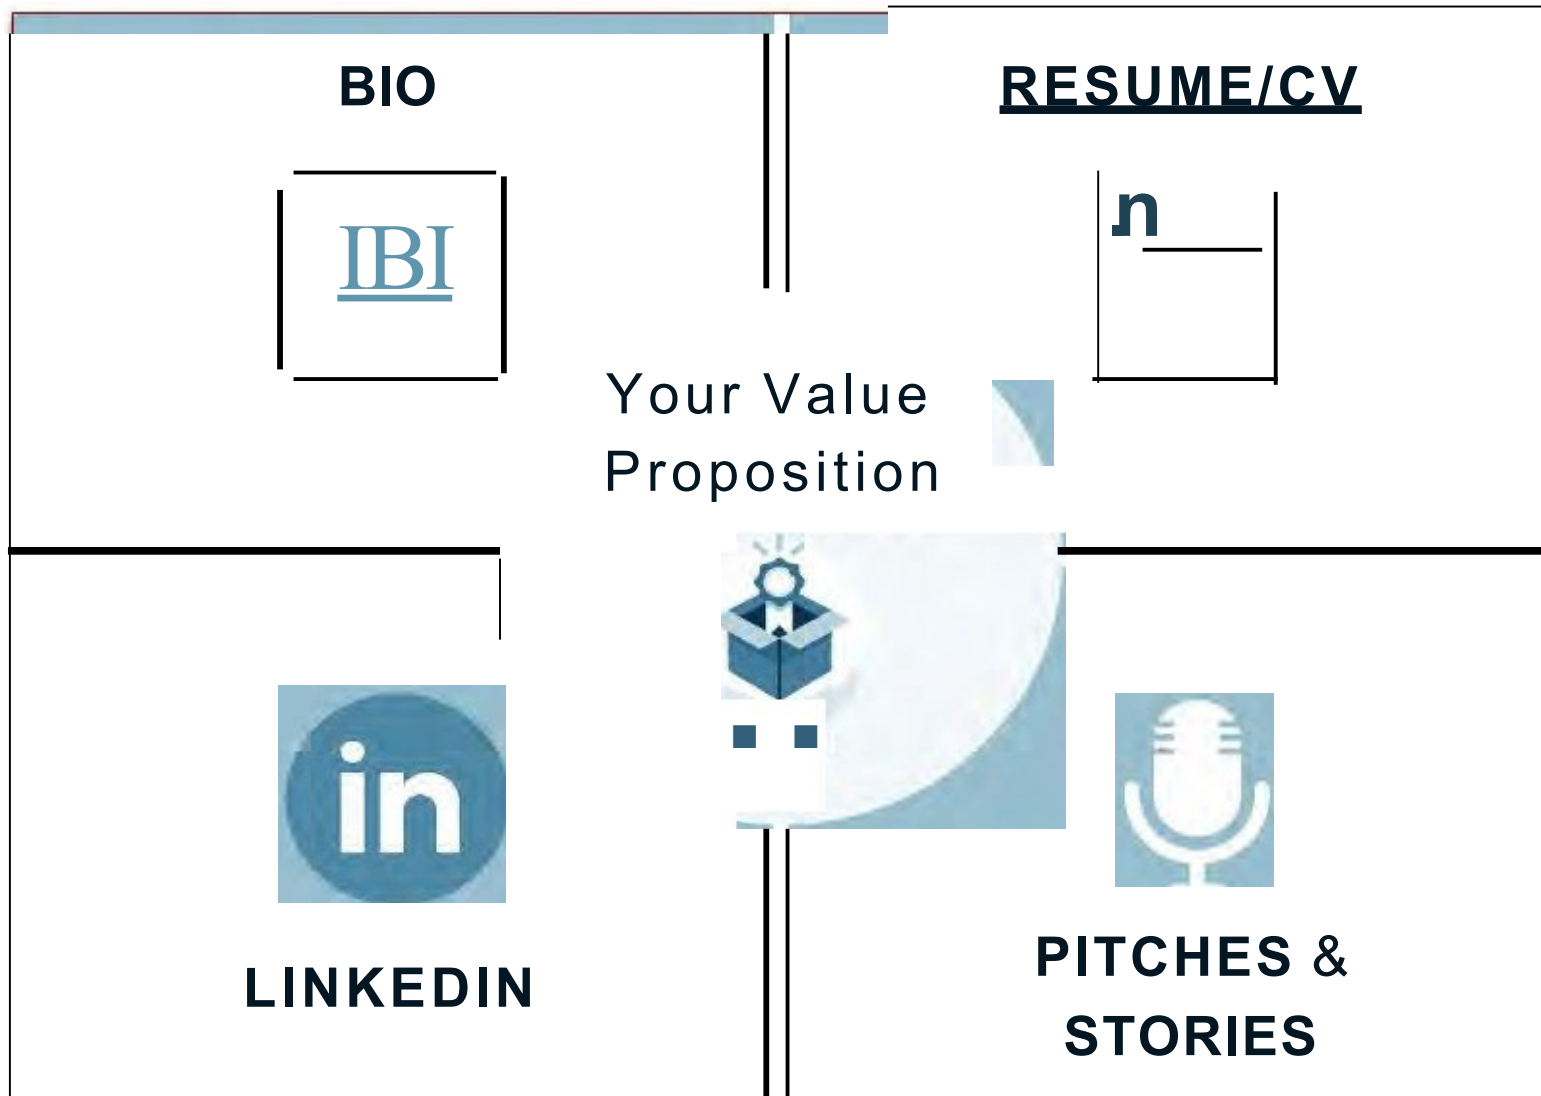 BIO
RESUME/CV
IBI
n
Your Value
Proposition
in
LINKEDIN
PITCHES &
STORIES